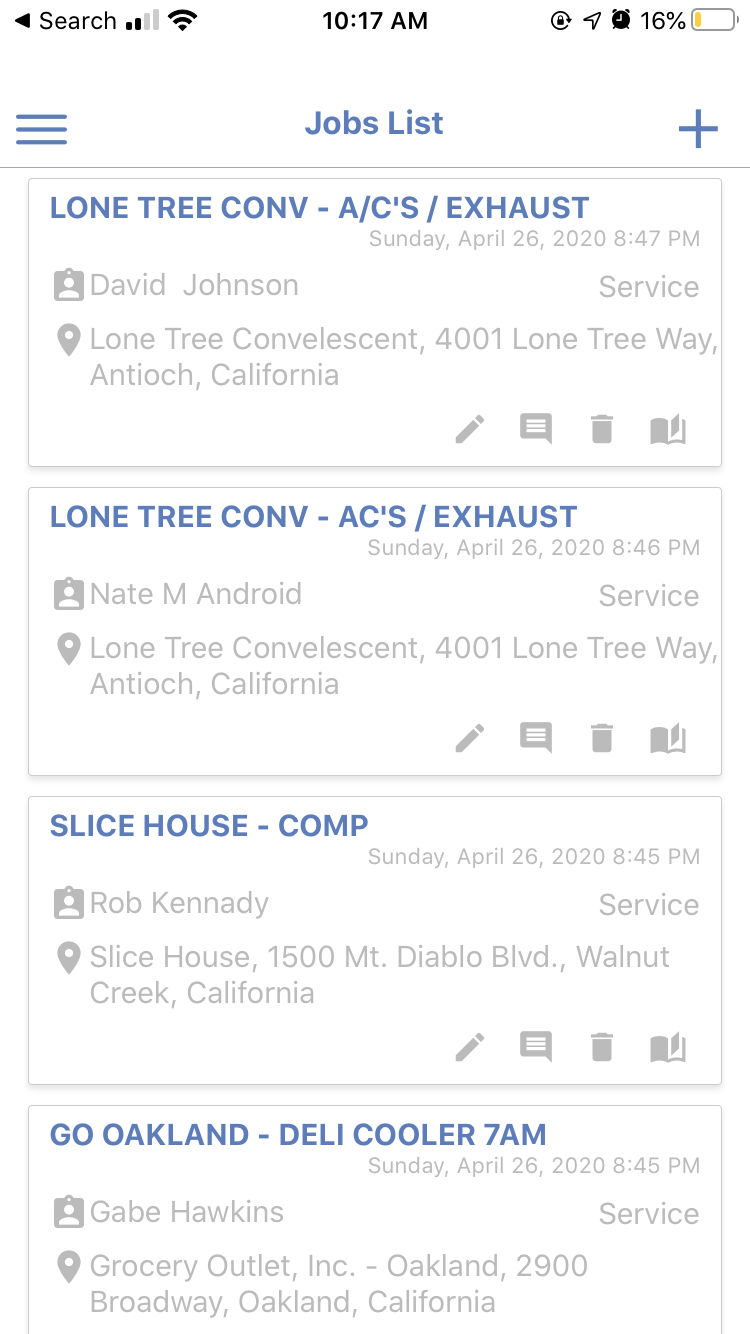 Search 10:17 AM 16%
Jobs List
LONE TREE CONV - A/C'S / EXHAUST
Sunday, April 26, 2020 8:47 PM
David  Johnson Service
Lone Tree Convelescent, 4001 Lone Tree Way,
Antioch, California
LONE TREE CONV - AC'S / EXHAUST
Sunday, April 26, 2020 8:46 PM
Nate M Android Service
Lone Tree Convelescent, 4001 Lone Tree Way,
Antioch, California
SLICE HOUSE - COMP
Sunday, April 26, 2020 8:45 PM
Rob Kennady Service
Slice House, 1500 Mt. Diablo Blvd., Walnut
Creek, California
GO OAKLAND - DELI COOLER 7AM
Sunday, April 26, 2020 8:45 PM
Gabe Hawkins Service
Grocery Outlet, Inc. - Oakland, 2900
Broadway, Oakland, California